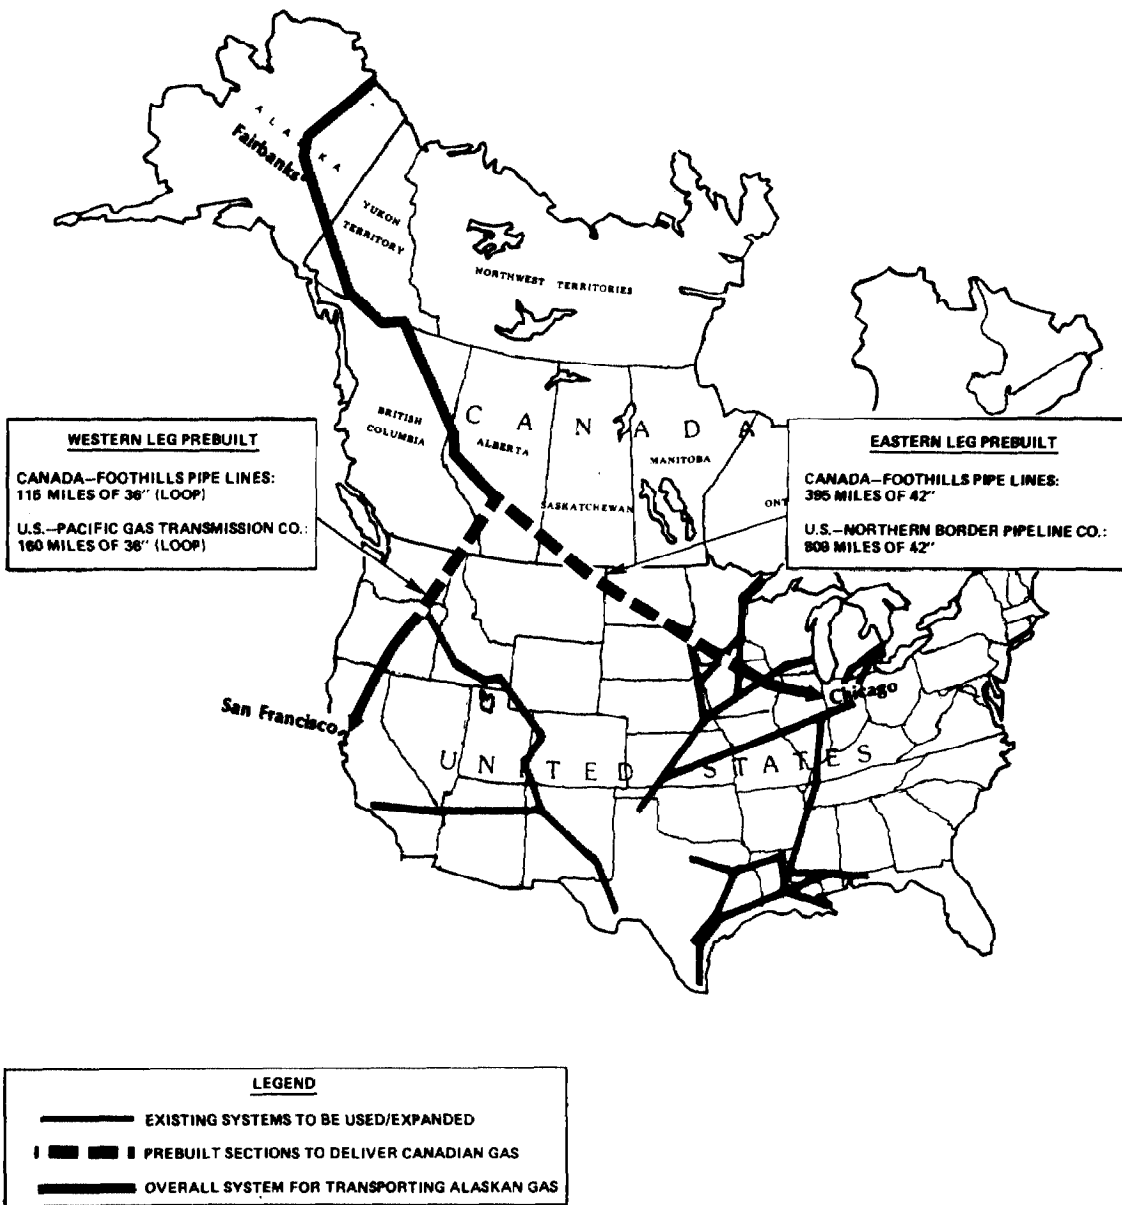 A L A S K A
Fairbanks
YUKON
TERRITORY
NORTHWEST TERRITORIES
BRITISH
COLUMBIA
C A N A D A
ALBERTA
MANITOBA
SASKATCHEWAN
ONT
WESTERN LEG PREBUILT
CANADA—FOOTHILLS PIPE LINES:
115 MILES OF 36" (LOOP)
U.S.—PACIFIC GAS TRANSMISSION CO.:
160 MILES OF 36" (LOOP)
EASTERN LEG PREBUILT
CANADA—FOOTHILLS PIPE LINES:
395 MILES OF 42"
U.S.—NORTHERN BORDER PIPELINE CO.:
809 MILES OF 42"
San Francisco
Chicago
U N I T E D S T A T E S
LEGEND
EXISTING SYSTEMS TO BE USED/EXPANDED
PREBUILT SECTIONS TO DELIVER CANADIAN GAS
OVERALL SYSTEM FOR TRANSPORTING ALASKAN GAS